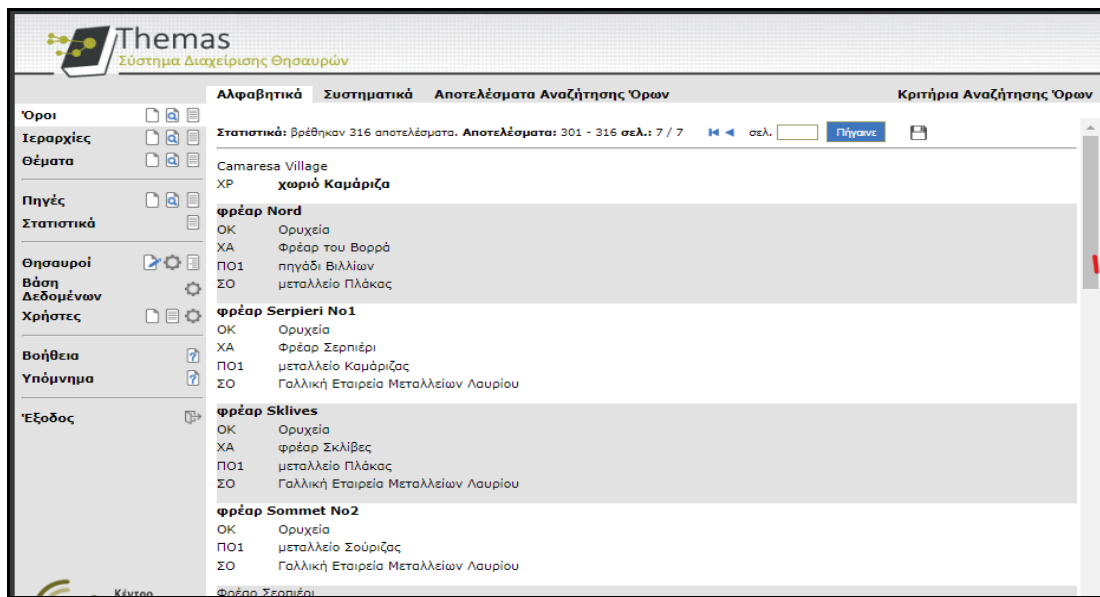 Themas
Σύστημα Διαχείρισης Θησαυρών
Αλφαβητικά Συστηματικά Αποτελέσματα Αναζήτησης Όρων Κριτήρια Αναζήτησης Όρων
Όροι
Ιεραρχίες
Θέματα
Πηγές
Στατιστικά
Θησαυροί
Βάση
Δεδομένων
Χρήστες
Βοήθεια
Υπόμνημα
Έξοδος
Κέντρο
Στατιστικά: βρέθηκαν 316 αποτελέσματα. Αποτελέσματα: 301 - 316 σελ.: 7 / 7 σελ. Πήγαινε
Camaresa Village
ΧΡ χωριό Καμάριζα
φρέαρ Nord
ΟΚ Ορυχεία
ΧΑ Φρέαρ του Βορρά
ΠΟ1 πηγάδι Βιλλίων
ΣΟ μεταλλείο Πλάκας
φρέαρ Serpieri No1
ΟΚ Ορυχεία
ΧΑ Φρέαρ Σερπιέρι
ΠΟ1 μεταλλείο Καμάριζας
ΣΟ Γαλλική Εταιρεία Μεταλλείων Λαυρίου
φρέαρ Sklives
ΟΚ Ορυχεία
ΧΑ φρέαρ Σκλίβες
ΠΟ1 μεταλλείο Πλάκας
ΣΟ Γαλλική Εταιρεία Μεταλλείων Λαυρίου
φρέαρ Sommet No2
ΟΚ Ορυχεία
ΠΟ1 μεταλλείο Σούριζας
ΣΟ Γαλλική Εταιρεία Μεταλλείων Λαυρίου
Φρέαρ Σερπιέρι